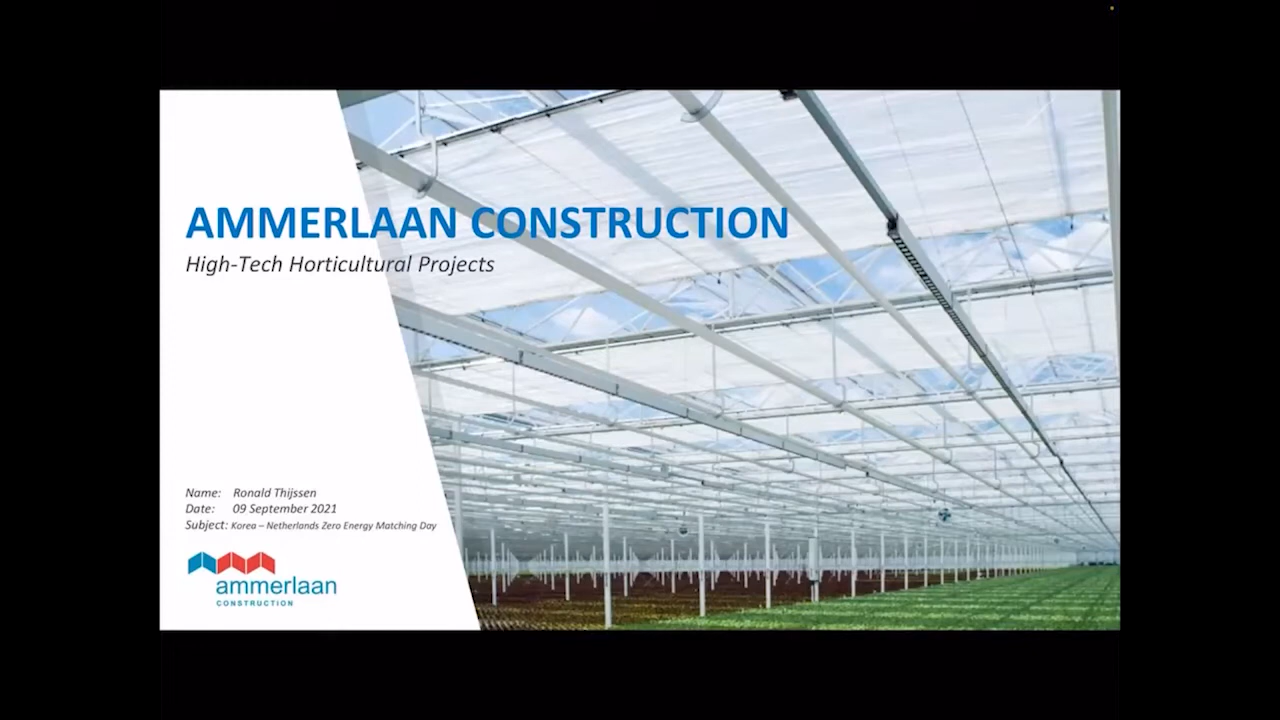 AMMERLAAN CONSTRUCTION
High-Tech Horticultural Projects
Name: Ronald Thijssen
Date: 09 September 2021
Subject: Korea – Netherlands Zero Energy Matching Day
ammerlaan
CONSTRUCTION